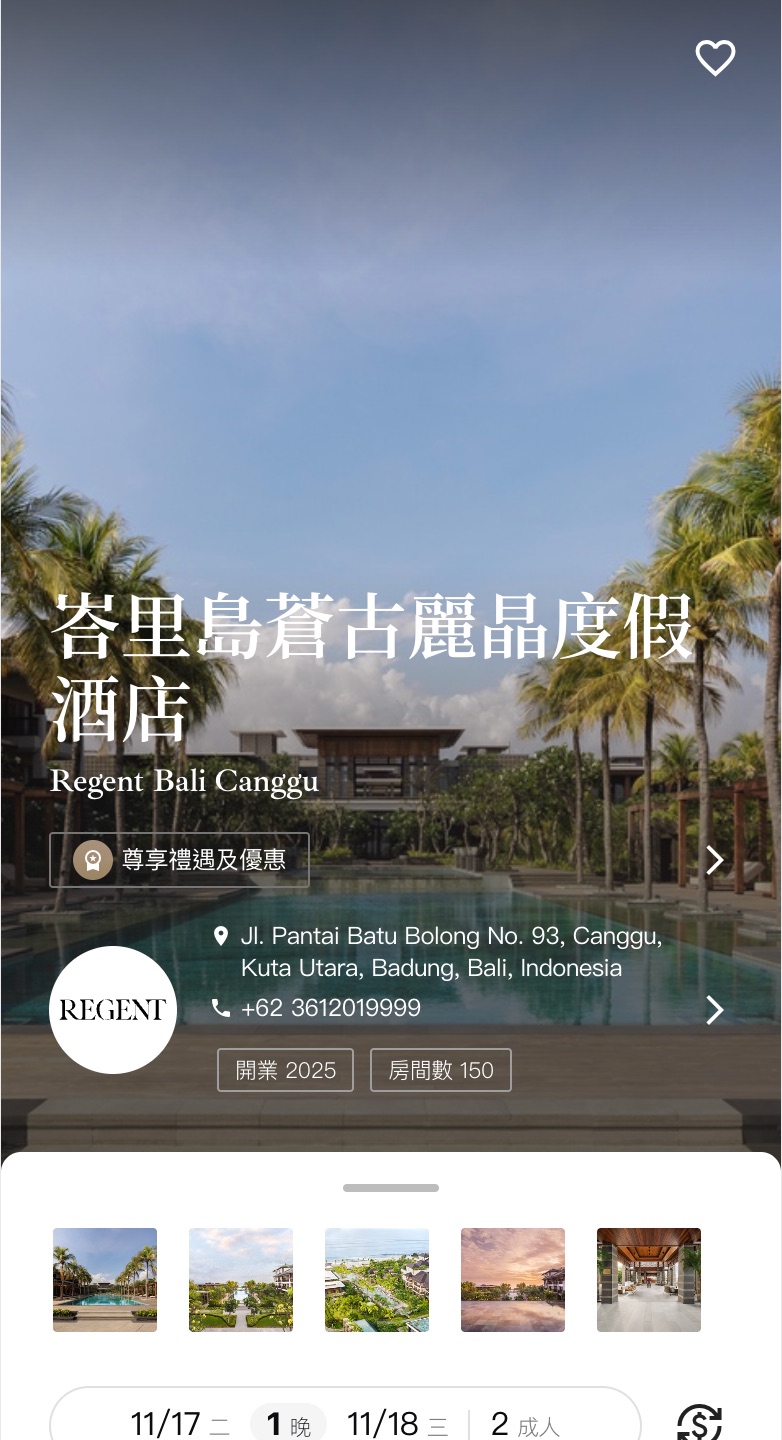 峇里島蒼古麗晶度假
酒店
Regent Bali Canggu
尊享禮遇及優惠
Jl. Pantai Batu Bolong No. 93, Canggu,
Kuta Utara, Badung, Bali, Indonesia
REGENT
+62 3612019999
開業 2025 房間數 150
11/17 二 1 晚 11/18 三 2 成人